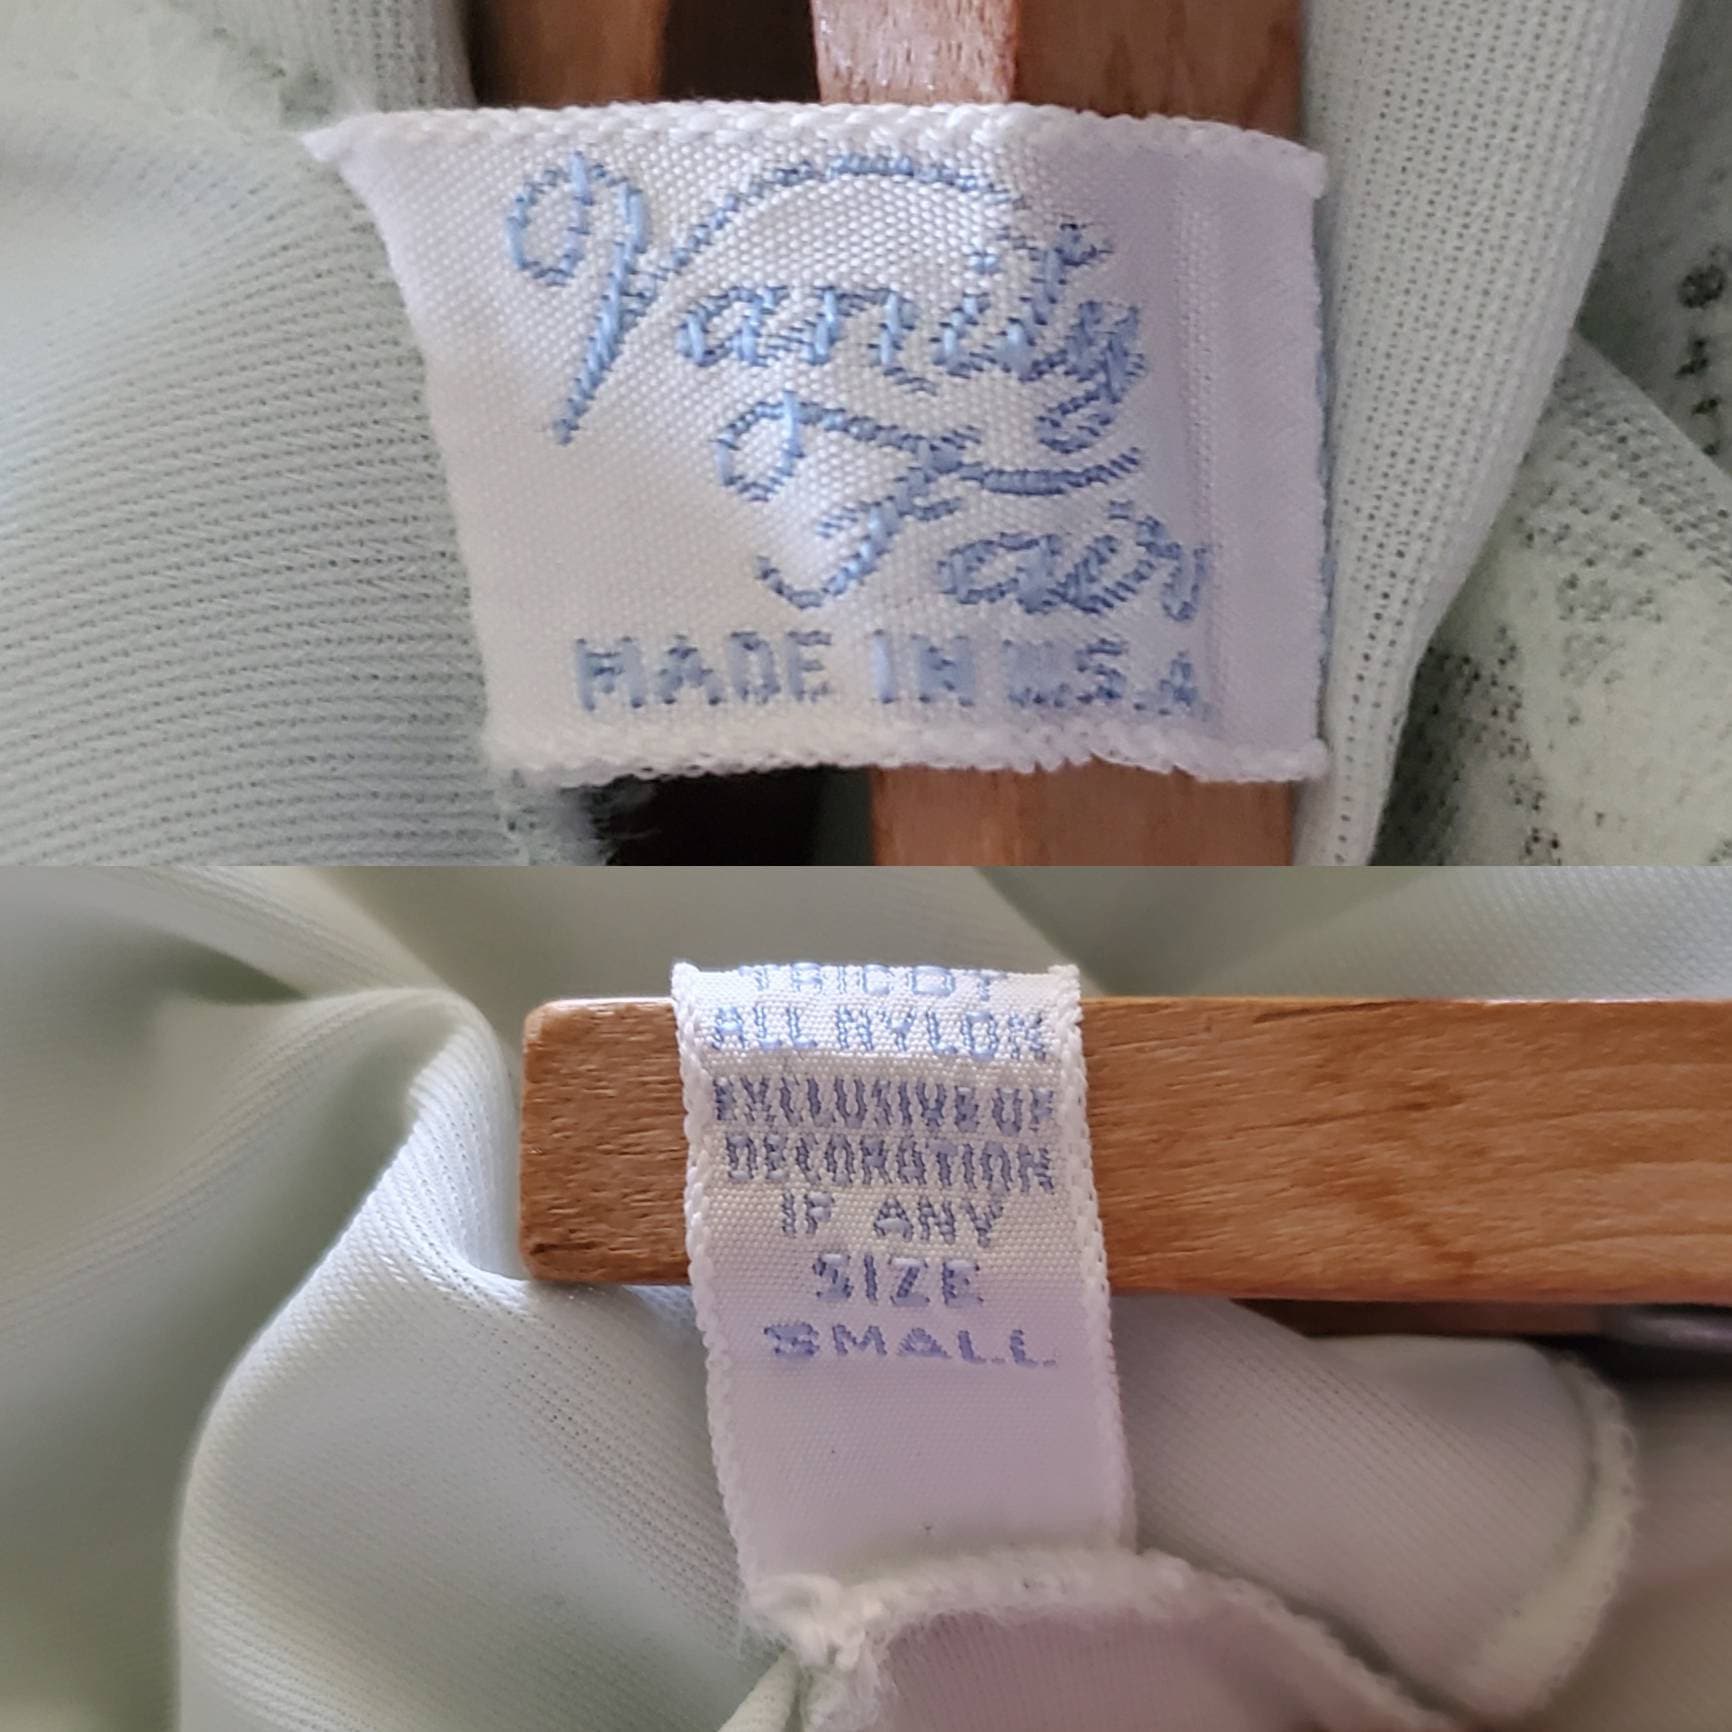 Vanity
Fair
MADE IN U.S.A
TRICOT
ALL NYLON
EXCLUSIVE OF
DECORATION
IF ANY
SIZE
SMALL